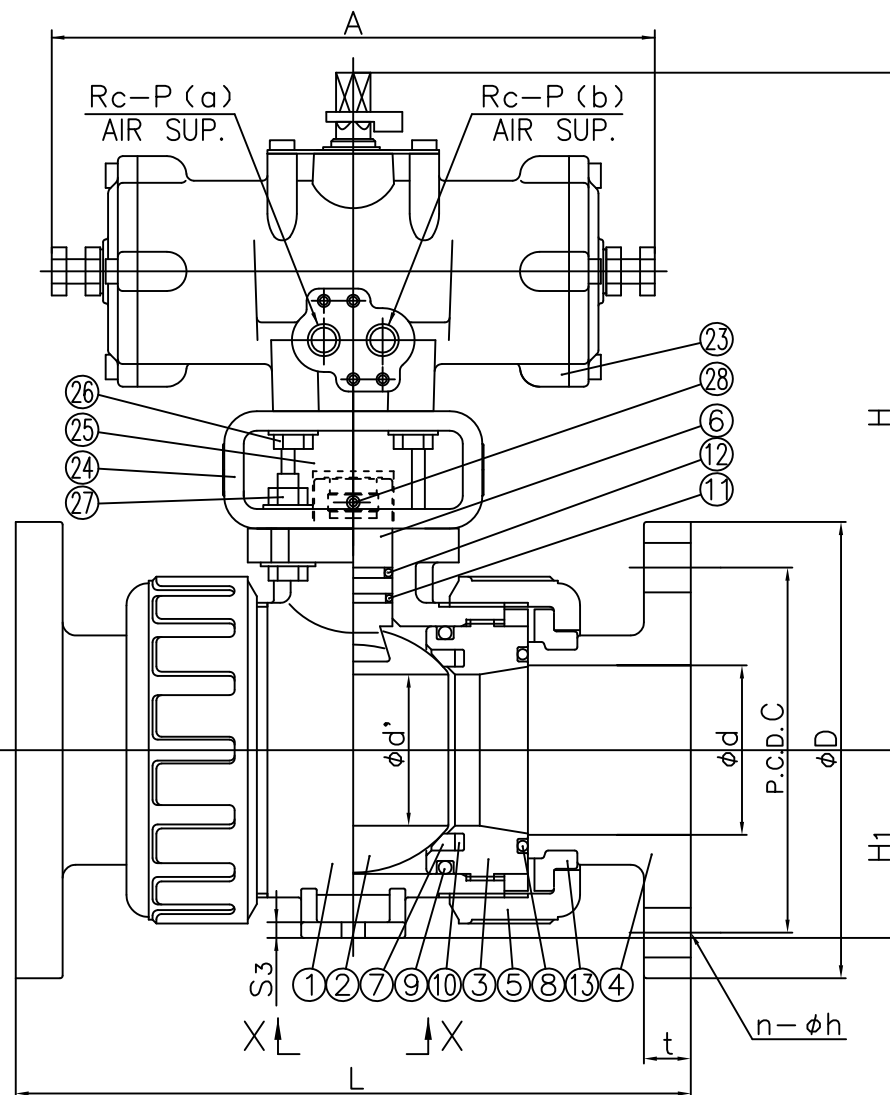 A
Rc-P (a)
AIR SUP.
Rc-P (b)
AIR SUP.
H
23
26
28
25
6
24
12
27
11
φd'
φd
P.C.D.C
φD
H1
S3
1 2 7 9 10 3 5 8 13 4
X X
n-φh
t
L